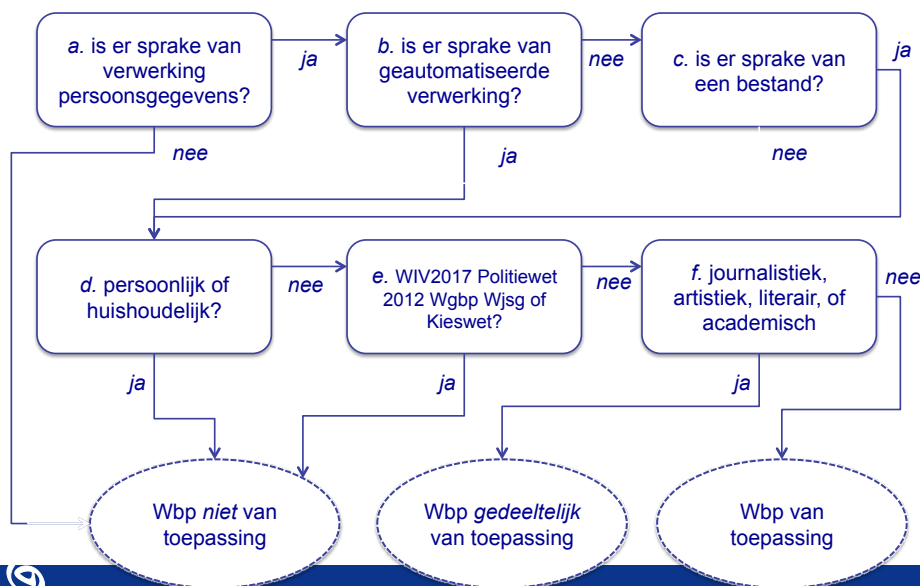 a. is er sprake van
verwerking
persoonsgegevens?
ja
b. is er sprake van
geautomatiseerde
verwerking?
nee
c. is er sprake van
een bestand?
ja
nee
ja
nee
d. persoonlijk of
huishoudelijk?
nee
e. WIV2017 Politiewet
2012 Wgbp Wjsg of
Kieswet?
nee
f. journalistiek,
artistiek, literair, of
academisch
nee
ja
ja
ja
Wbp niet van
toepassing
Wbp gedeeltelijk
van toepassing
Wbp van
toepassing